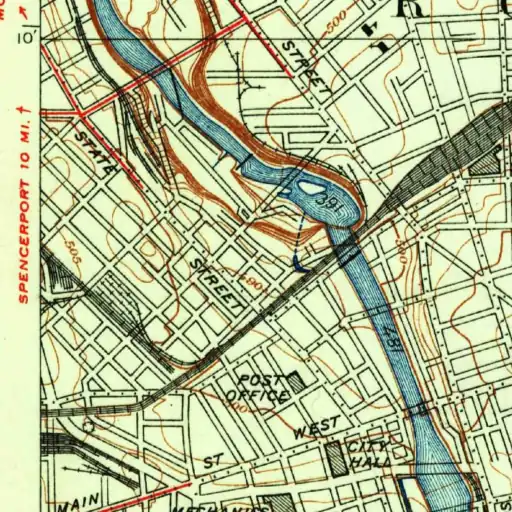 R
10'
500
STREET
SPENCERPORT 10 MI.
STATE
391
505
500
STREET
490
481
POST
OFFICE
500
WEST
CITY
HALL
ST
MAIN
MECHANICS